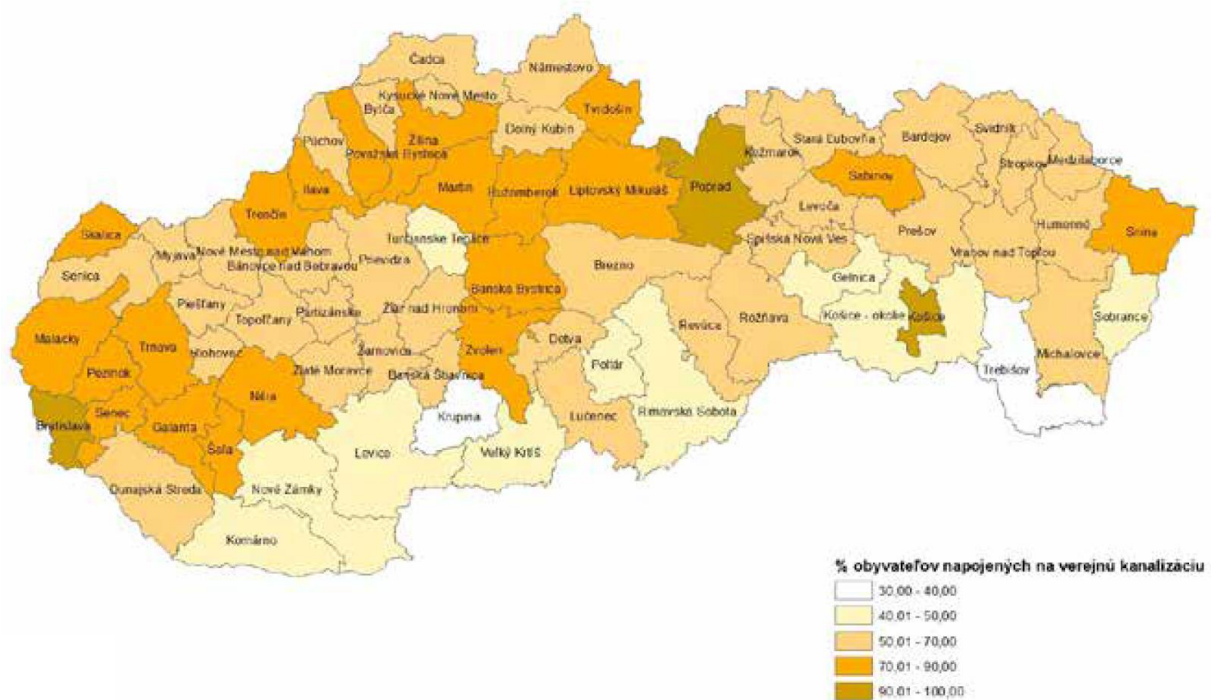 Čadca
Námestovo
Kysucké Nové Mesto
Bytča
Tvrdošín
Dolný Kubín
Púchov
Žilina
Považská Bystrica
Stará Ľubovňa
Bardejov
Svidník
Kežmarok
Stropkov
Medzilaborce
Ilava
Martin
Ružomberok
Liptovský Mikuláš
Poprad
Sabinov
Trenčín
Levoča
Skalica
Turčianske Teplice
Prešov
Humenné
Snina
Myjava
Nové Mesto nad Váhom
Spišská Nová Ves
Vranov nad Topľou
Senica
Bánovce nad Bebravou
Prievidza
Brezno
Gelnica
Banská Bystrica
Piešťany
Partizánske
Žiar nad Hronom
Topoľčany
Košice - okolie
Košice
Sobrance
Malacky
Trnava
Rožňava
Revúca
Hlohovec
Žarnovica
Zvolen
Detva
Michalovce
Pezinok
Zlaté Moravce
Banská Štiavnica
Poltár
Trebišov
Nitra
Bratislava
Senec
Galanta
Krupina
Lučenec
Rimavská Sobota
Šaľa
Levice
Veľký Krtíš
Dunajská Streda
Nové Zámky
Komárno
% obyvateľov napojených na verejnú kanalizáciu
30,00 - 40,00
40,01 - 50,00
50,01 - 70,00
70,01 - 90,00
90,01 - 100,00